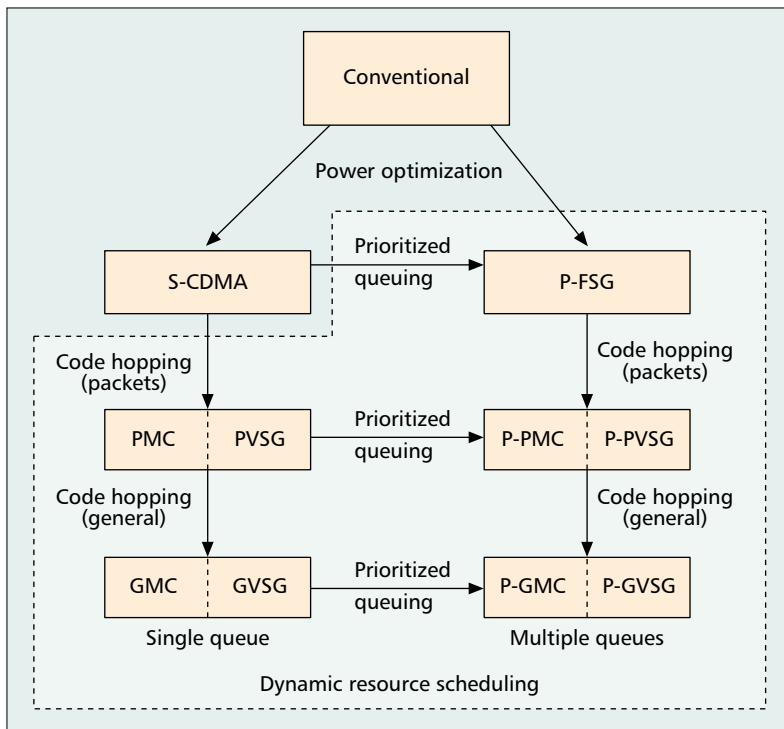 Conventional
Power optimization
S-CDMA
Prioritized
queuing
P-FSG
Code hopping
(packets)
Code hopping
(packets)
PMC
PVSG
Prioritized
queuing
P-PMC
P-PVSG
Code hopping
(general)
Code hopping
(general)
GMC
GVSG
Prioritized
queuing
P-GMC
P-GVSG
Single queue
Multiple queues
Dynamic resource scheduling